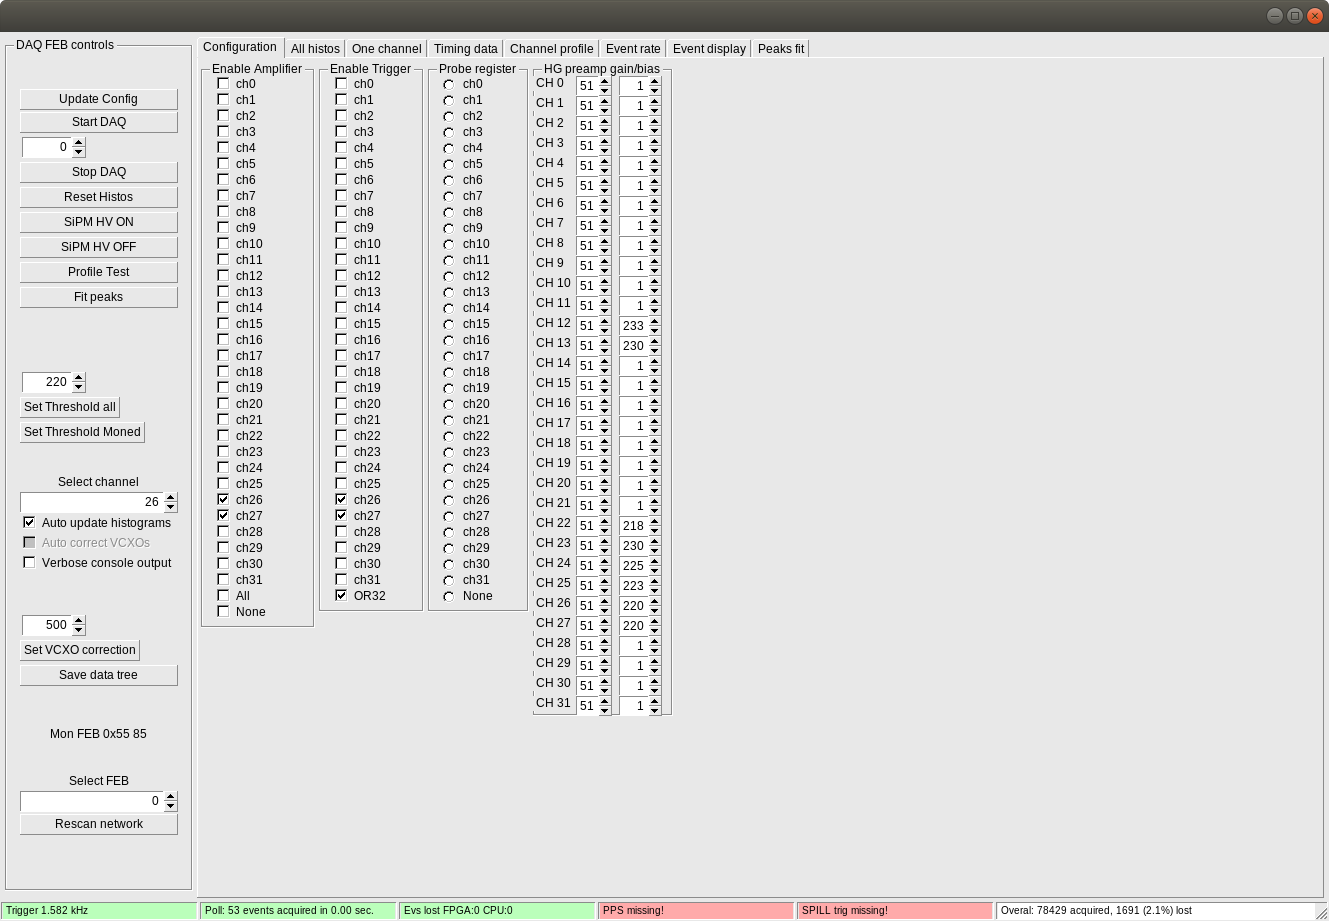 DAQ FEB controls
Update Config
Start DAQ
0
Stop DAQ
Reset Histos
SiPM HV ON
SiPM HV OFF
Profile Test
Fit peaks
220
Set Threshold all
Set Threshold Moned
Select channel
26
Auto update histograms
Auto correct VCXOs
Verbose console output
500
Set VCXO correction
Save data tree
Mon FEB 0x55 85
Select FEB
0
Rescan network
Configuration All histos One channel Timing data Channel profile Event rate Event display Peaks fit
Enable Amplifier
ch0
ch1
ch2
ch3
ch4
ch5
ch6
ch7
ch8
ch9
ch10
ch11
ch12
ch13
ch14
ch15
ch16
ch17
ch18
ch19
ch20
ch21
ch22
ch23
ch24
ch25
ch26
ch27
ch28
ch29
ch30
ch31
All
None
Enable Trigger
ch0
ch1
ch2
ch3
ch4
ch5
ch6
ch7
ch8
ch9
ch10
ch11
ch12
ch13
ch14
ch15
ch16
ch17
ch18
ch19
ch20
ch21
ch22
ch23
ch24
ch25
ch26
ch27
ch28
ch29
ch30
ch31
OR32
Probe register
ch0
ch1
ch2
ch3
ch4
ch5
ch6
ch7
ch8
ch9
ch10
ch11
ch12
ch13
ch14
ch15
ch16
ch17
ch18
ch19
ch20
ch21
ch22
ch23
ch24
ch25
ch26
ch27
ch28
ch29
ch30
ch31
None
HG preamp gain/bias
CH 0 51 1
CH 1 51 1
CH 2 51 1
CH 3 51 1
CH 4 51 1
CH 5 51 1
CH 6 51 1
CH 7 51 1
CH 8 51 1
CH 9 51 1
CH 10 51 1
CH 11 51 1
CH 12 51 233
CH 13 51 230
CH 14 51 1
CH 15 51 1
CH 16 51 1
CH 17 51 1
CH 18 51 1
CH 19 51 1
CH 20 51 1
CH 21 51 1
CH 22 51 218
CH 23 51 230
CH 24 51 225
CH 25 51 223
CH 26 51 220
CH 27 51 220
CH 28 51 1
CH 29 51 1
CH 30 51 1
CH 31 51 1
Trigger 1.582 kHz
Poll: 53 events acquired in 0.00 sec.
Evs lost FPGA:0 CPU:0
PPS missing!
SPILL trig missing!
Overal: 78429 acquired, 1691 (2.1%) lost